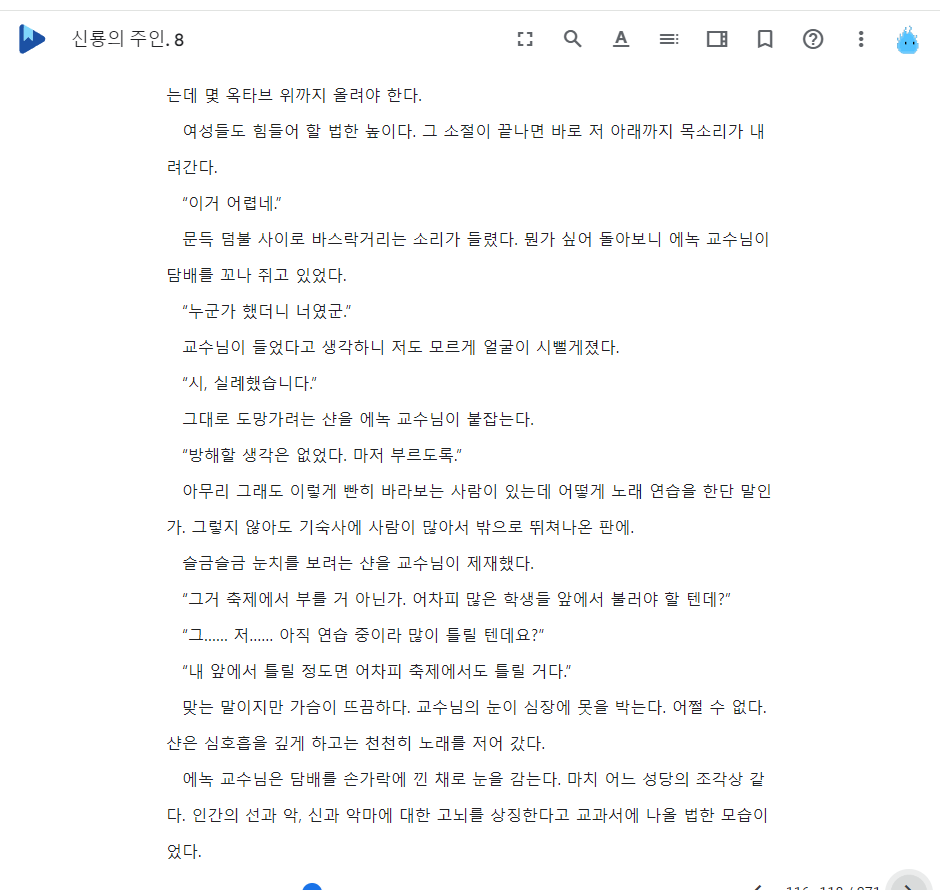 신룡의 주인. 8
는데 몇 옥타브 위까지 올려야 한다.
여성들도 힘들어 할 법한 높이다. 그 소절이 끝나면 바로 저 아래까지 목소리가 내
려간다.
“이거 어렵네.”
문득 덤불 사이로 바스락거리는 소리가 들렸다. 뭔가 싶어 돌아보니 에녹 교수님이
담배를 꼬나 쥐고 있었다.
“누군가 했더니 너였군.”
교수님이 들었다고 생각하니 저도 모르게 얼굴이 시뻘게졌다.
“시, 실례했습니다.”
그대로 도망가려는 샨을 에녹 교수님이 붙잡는다.
“방해할 생각은 없었다. 마저 부르도록.”
아무리 그래도 이렇게 빤히 바라보는 사람이 있는데 어떻게 노래 연습을 한단 말인
가. 그렇지 않아도 기숙사에 사람이 많아서 밖으로 뛰쳐나온 판에.
슬금슬금 눈치를 보려는 샨을 교수님이 제재했다.
“그거 축제에서 부를 거 아닌가. 어차피 많은 학생들 앞에서 불러야 할 텐데?”
“그…… 저…… 아직 연습 중이라 많이 틀릴 텐데요?”
“내 앞에서 틀릴 정도면 어차피 축제에서도 틀릴 거다.”
맞는 말이지만 가슴이 뜨끔하다. 교수님의 눈이 심장에 못을 박는다. 어쩔 수 없다.
샨은 심호흡을 깊게 하고는 천천히 노래를 저어 갔다.
에녹 교수님은 담배를 손가락에 낀 채로 눈을 감는다. 마치 어느 성당의 조각상 같
다. 인간의 선과 악, 신과 악마에 대한 고뇌를 상징한다고 교과서에 나올 법한 모습이
었다.